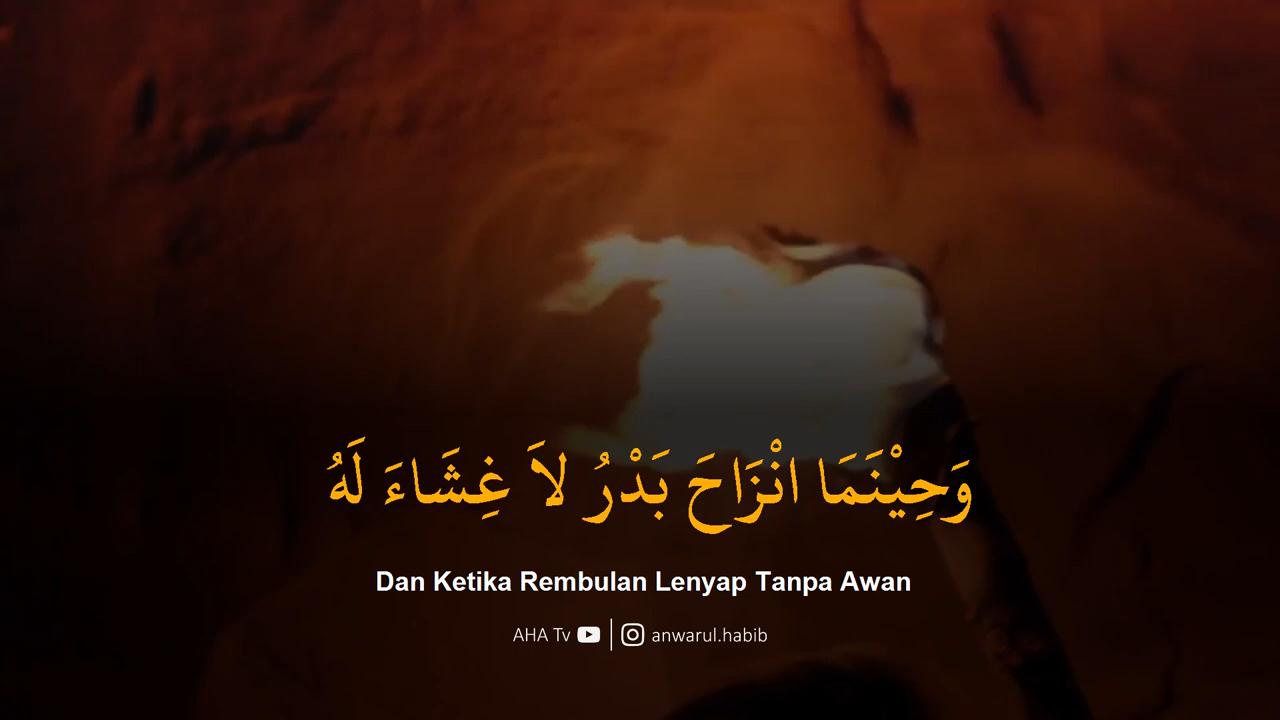 وَحِيْنَمَا انْزَاحَ بَدْرُ لاَ غِشَاءَ لَهُ
Dan Ketika Rembulan Lenyap Tanpa Awan
AHA Tv | anwarul.habib